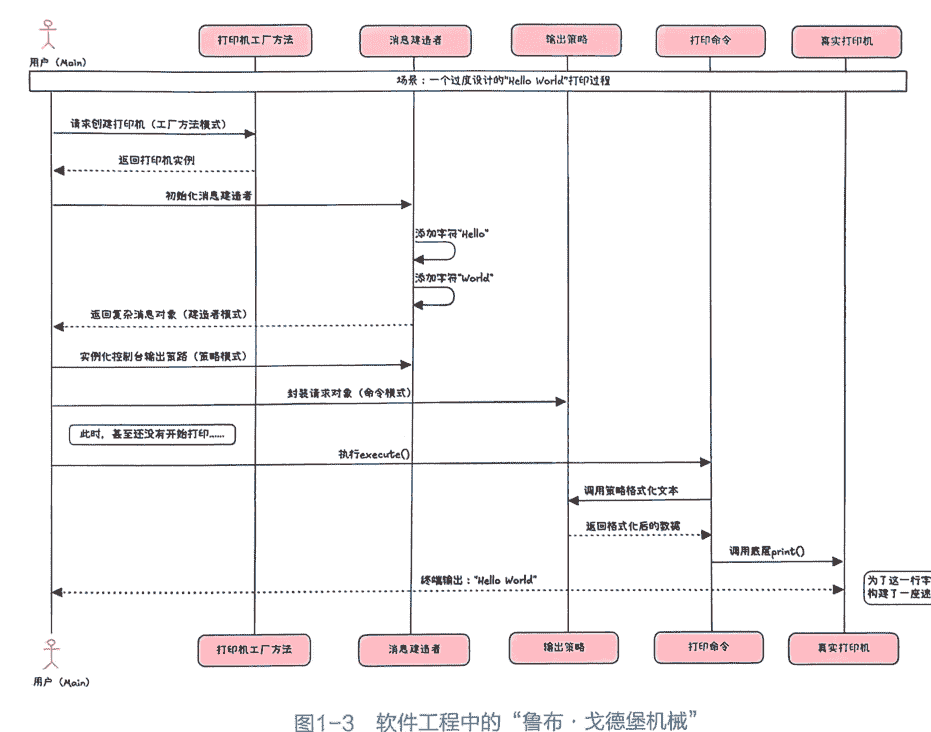 打印机工厂方法
消息建造者
输出策略
打印命令
真实打印机
用户（Main）
场景：一个过度设计的"Hello World"打印过程
请求创建打印机（工厂方法模式）
返回打印机实例
初始化消息建造者
添加字符"Hello"
添加字符"World"
返回复杂消息对象（建造者模式）
实例化控制台输出策略（策略模式）
封装请求对象（命令模式）
此时，甚至还没有开始打印……
执行execute()
调用策略格式化文本
返回格式化后的数据
调用底层print()
终端输出："Hello World"
为了这一行字
构建了一座迷
打印机工厂方法
消息建造者
输出策略
打印命令
真实打印机
用户（Main）
图1-3 软件工程中的“鲁布·戈德堡机械”